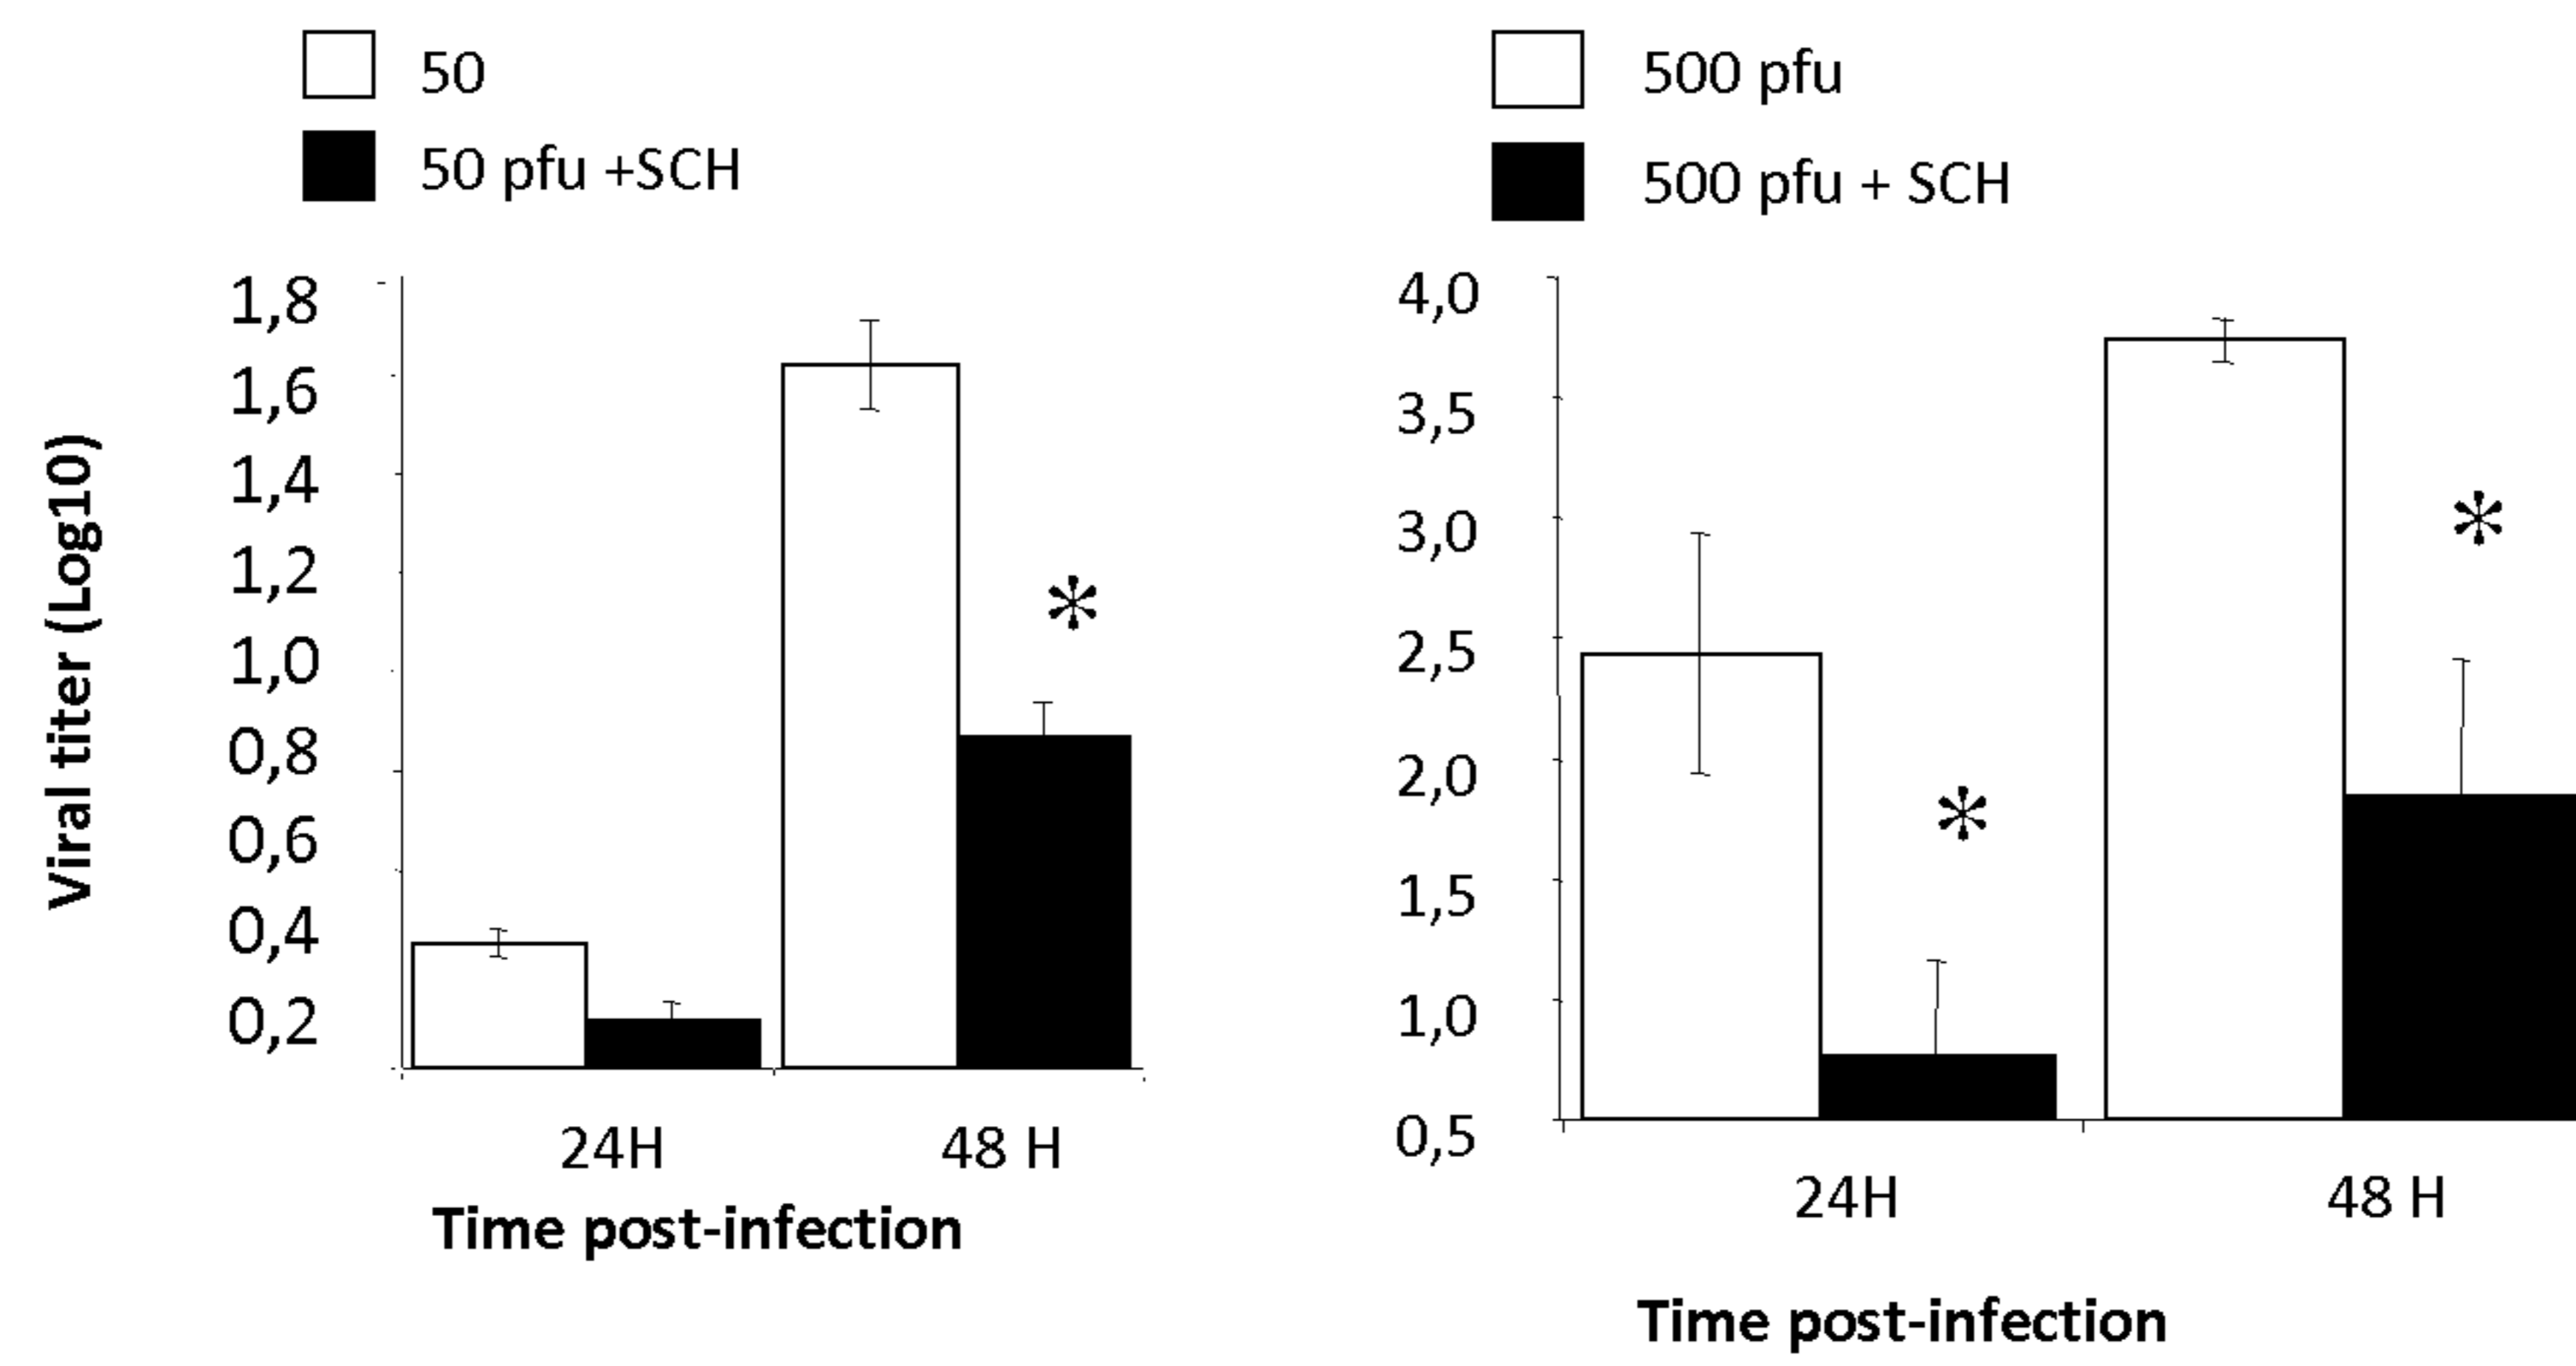 50
50 pfu +SCH
Viral titer (Log10)
1,8
1,6
1,4
1,2
1,0
0,8
0,6
0,4
0,2
*
24H 48 H
Time post-infection
500 pfu
500 pfu + SCH
4,0
3,5
3,0
2,5
2,0
1,5
1,0
0,5
*
*
24H 48 H
Time post-infection